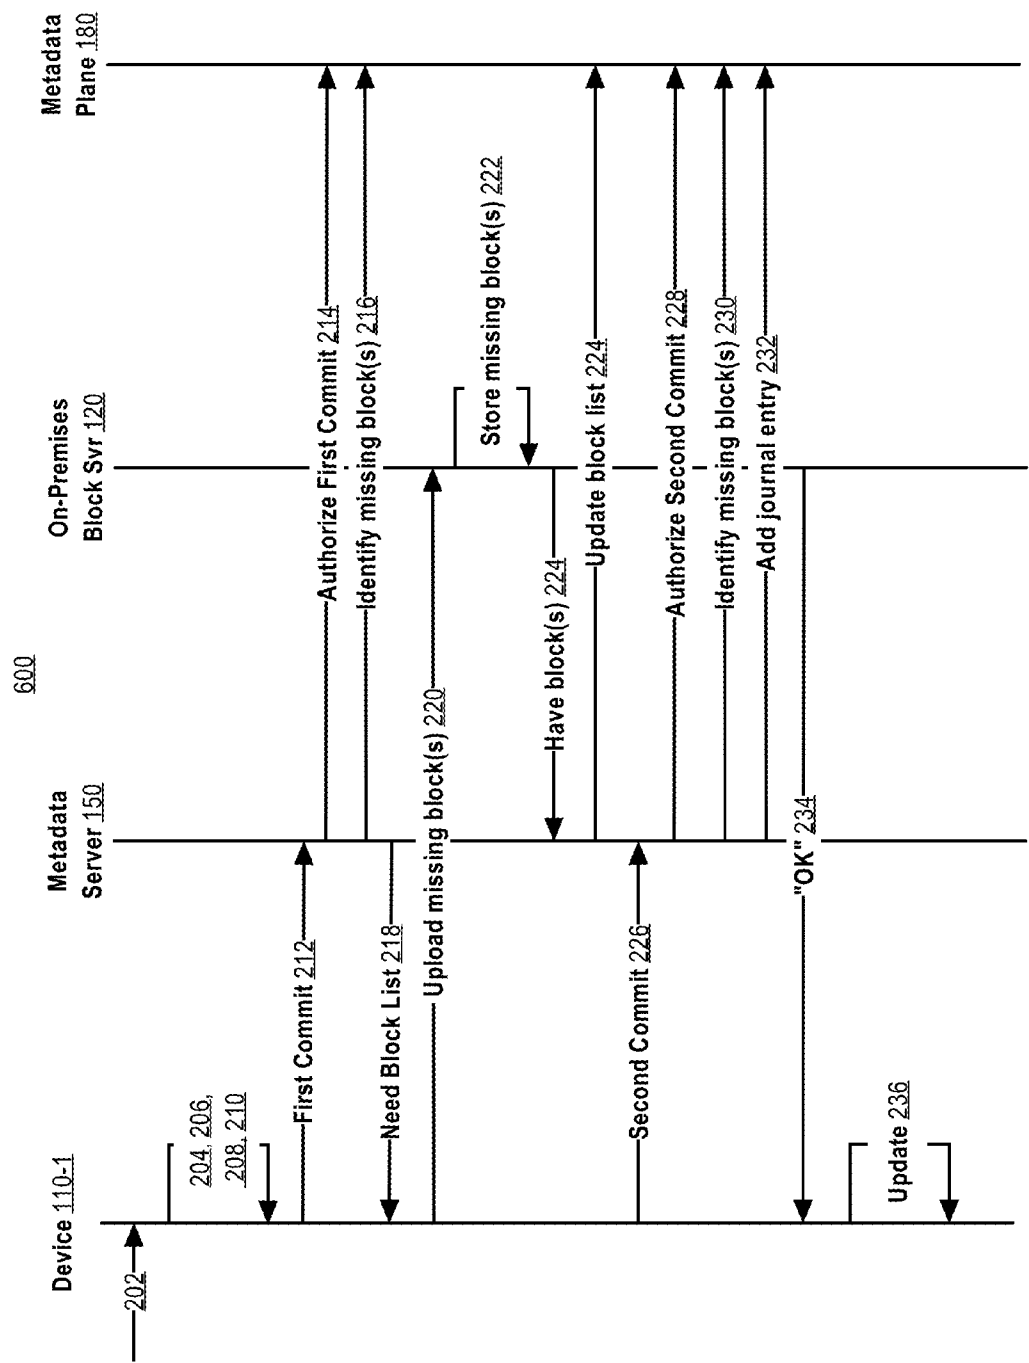 600
Device 110-1
Metadata
Server 150
On-Premises
Block Svr 120
Metadata
Plane 180
202
204, 206,
208, 210
First Commit 212
Authorize First Commit 214
Identify missing block(s) 216
Need Block List 218
Upload missing block(s) 220
Store missing block(s) 222
Have block(s) 224
Update block list 224
Second Commit 226
Authorize Second Commit 228
Identify missing block(s) 230
Add journal entry 232
"OK" 234
Update 236